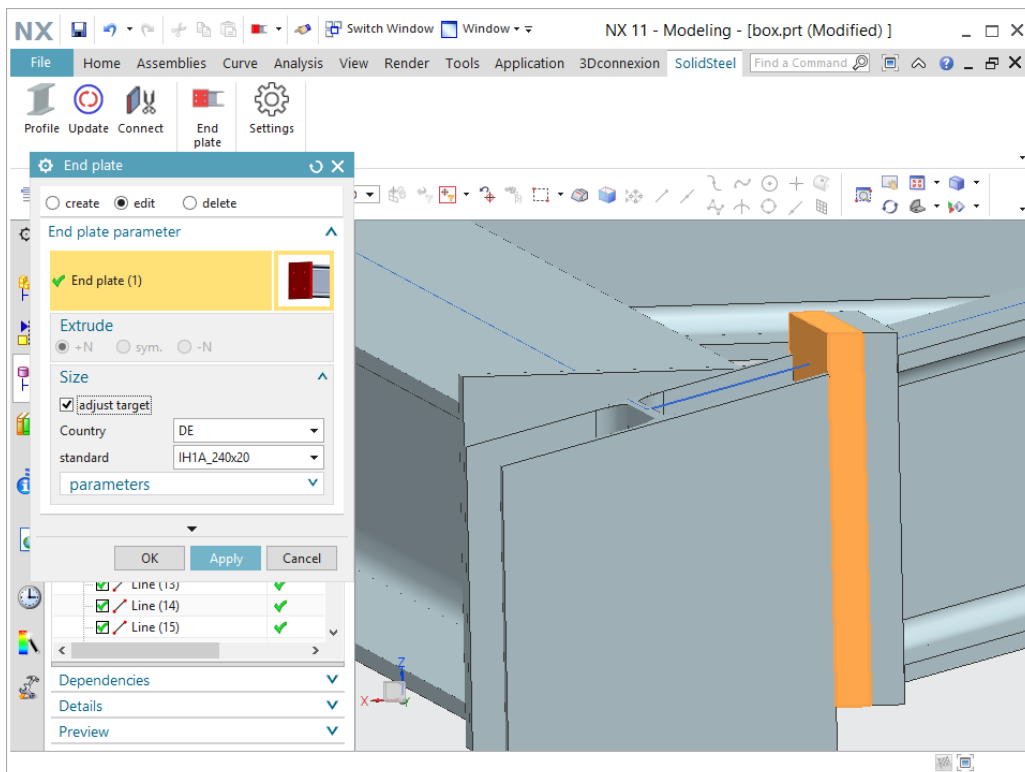 NX Switch Window Window NX 11 - Modeling - [box.prt (Modified) ]
File Home Assemblies Curve Analysis View Render Tools Application 3Dconnexion SolidSteel Find a Command
Profile Update Connect End plate Settings
End plate
create edit delete
End plate parameter
End plate (1)
Extrude
+N sym. -N
Size
adjust target
Country DE
standard IH1A_240x20
parameters
OK Apply Cancel
Line (13)
Line (14)
Line (15)
Dependencies
Details
Preview
Z
X
Y